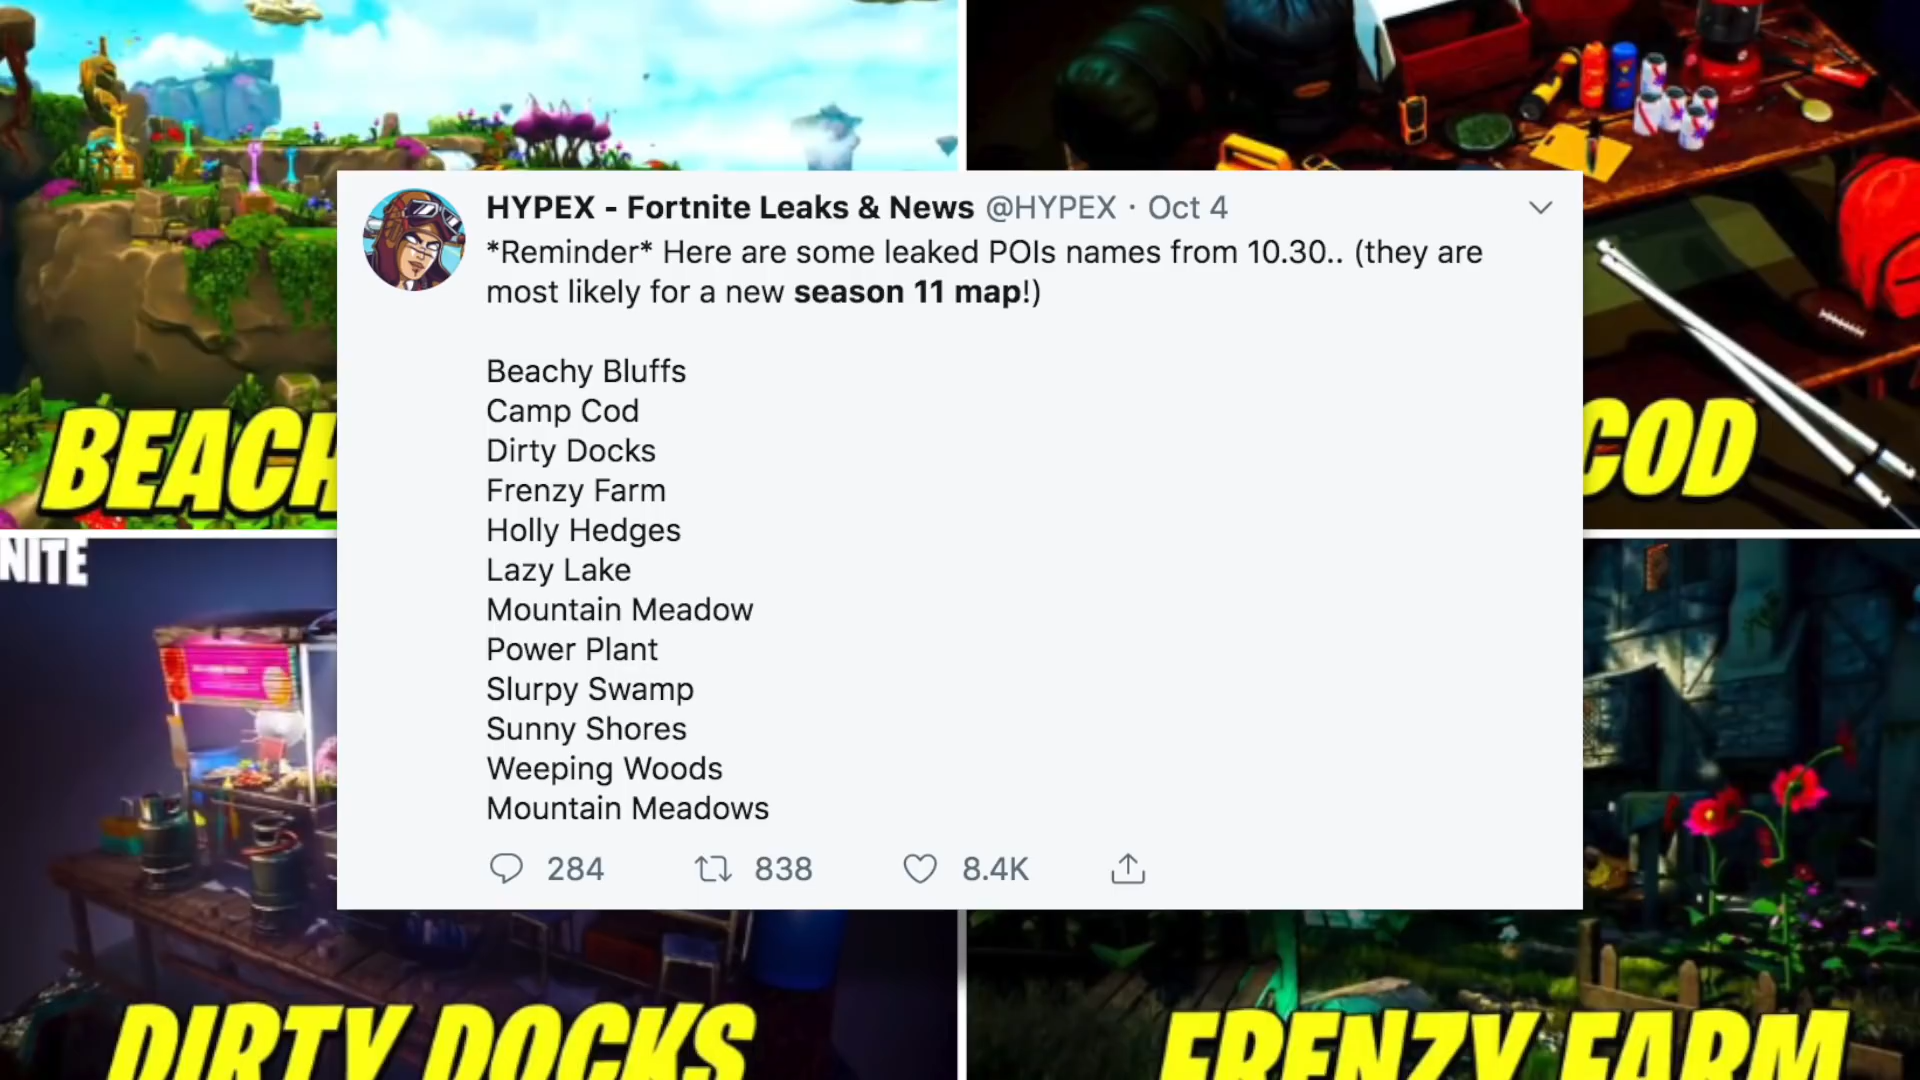 HYPEX - Fortnite Leaks & News @HYPEX · Oct 4
*Reminder* Here are some leaked POIs names from 10.30.. (they are
most likely for a new season 11 map!)
Beachy Bluffs
Camp Cod
Dirty Docks
Frenzy Farm
Holly Hedges
Lazy Lake
Mountain Meadow
Power Plant
Slurpy Swamp
Sunny Shores
Weeping Woods
Mountain Meadows
284 838 8.4K
BEACH
COD
NITE
DIRTY DOCKS
FRENZY FARM